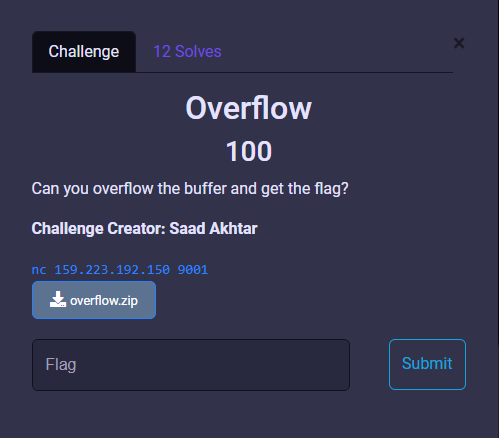 Challenge
12 Solves
×
Overflow
100
Can you overflow the buffer and get the flag?
Challenge Creator: Saad Akhtar
nc 159.223.192.150 9001
overflow.zip
Flag
Submit